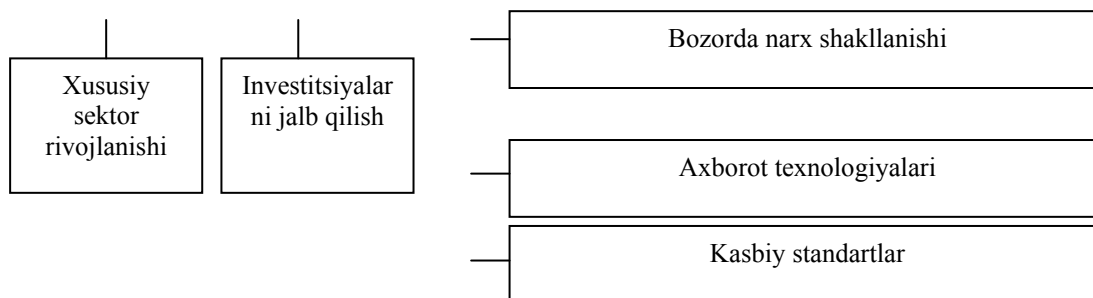 Xususiy
sektor
rivojlanishi
Investitsiyalar
ni jalb qilish
Bozorda narx shakllanishi
Axborot texnologiyalari
Kasbiy standartlar